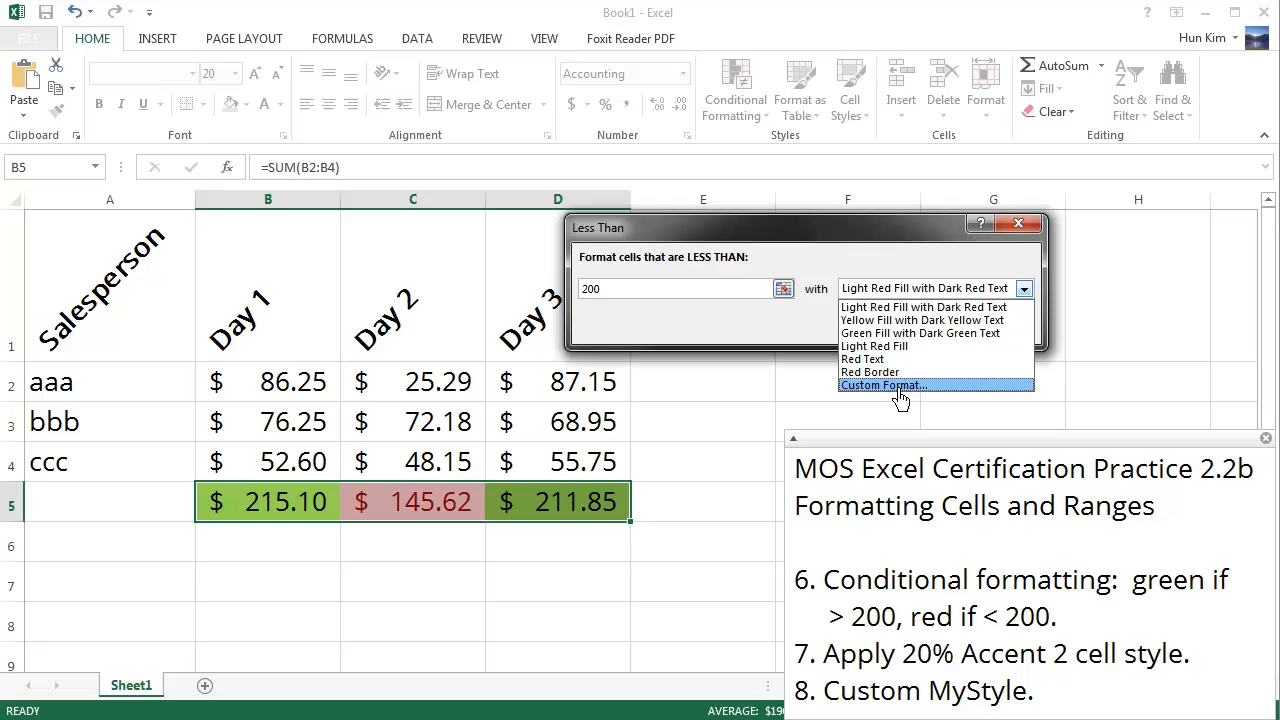 Book1 - Excel
FILE HOME INSERT PAGE LAYOUT FORMULAS DATA REVIEW VIEW Foxit Reader PDF Hun Kim
Paste
20
Wrap Text
Merge & Center
Accounting
$ % ,
Conditional Formatting
Format as Table
Cell Styles
Insert Delete Format
AutoSum
Fill
Clear
Sort & Filter
Find & Select
Clipboard Font Alignment Number Styles Cells Editing
B5 =SUM(B2:B4)
A B C D E F G H
1 Salesperson Day 1 Day 2 Day 3
2 aaa $ 86.25 $ 25.29 $ 87.15
3 bbb $ 76.25 $ 72.18 $ 68.95
4 ccc $ 52.60 $ 48.15 $ 55.75
5 $ 215.10 $ 145.62 $ 211.85
6
7
8
9
Less Than
Format cells that are LESS THAN:
200 with Light Red Fill with Dark Red Text
Light Red Fill with Dark Red Text
Yellow Fill with Dark Yellow Text
Green Fill with Dark Green Text
Light Red Fill
Red Text
Red Border
Custom Format...
MOS Excel Certification Practice 2.2b
Formatting Cells and Ranges
6. Conditional formatting: green if
> 200, red if < 200.
7. Apply 20% Accent 2 cell style.
8. Custom MyStyle.
Sheet1
READY AVERAGE: